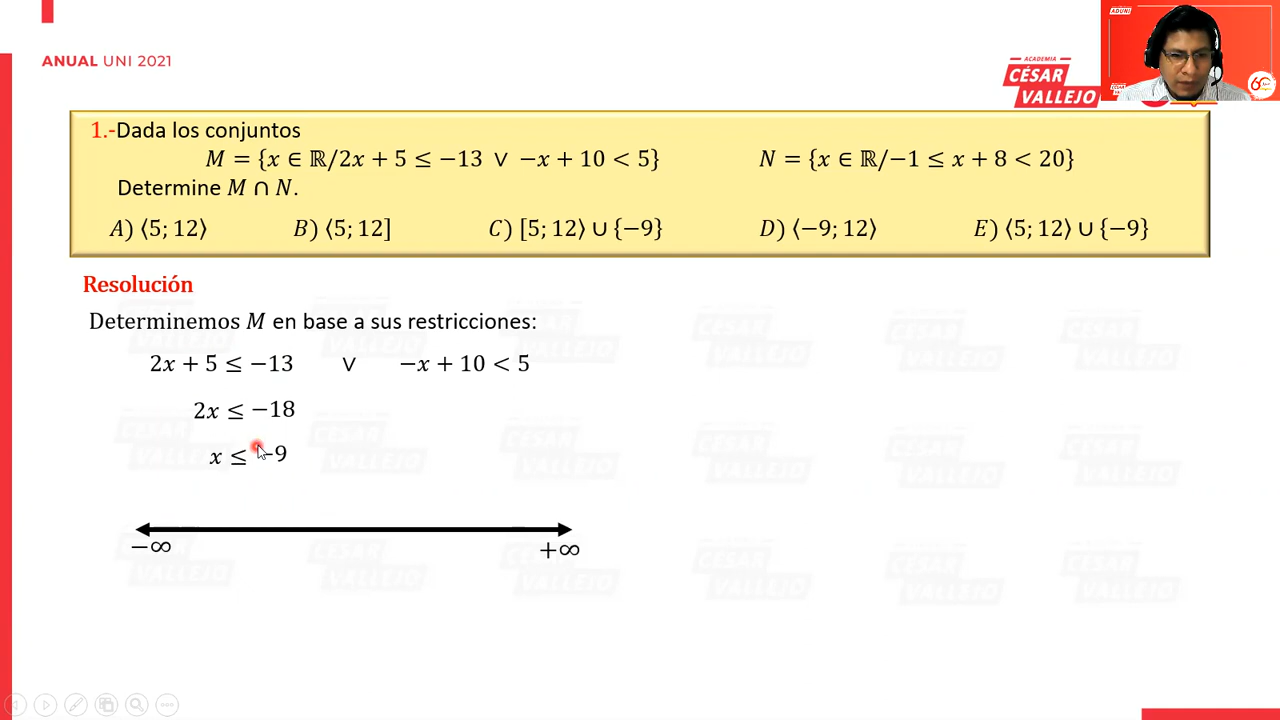 ANUAL UNI 2021
ACADEMIA
CÉSAR
VALLEJO
ADUNI
60
1.-Dada los conjuntos
M = {x ∈ ℝ/2x + 5 ≤ −13 ∨ −x + 10 < 5} N = {x ∈ ℝ/−1 ≤ x + 8 < 20}
Determine M ∩ N.
A) ⟨5; 12⟩ B) ⟨5; 12] C) [5; 12⟩ ∪ {−9} D) ⟨−9; 12⟩ E) ⟨5; 12⟩ ∪ {−9}
Resolución
Determinemos M en base a sus restricciones:
2x + 5 ≤ −13 ∨ −x + 10 < 5
2x ≤ −18
x ≤ −9
−∞ +∞